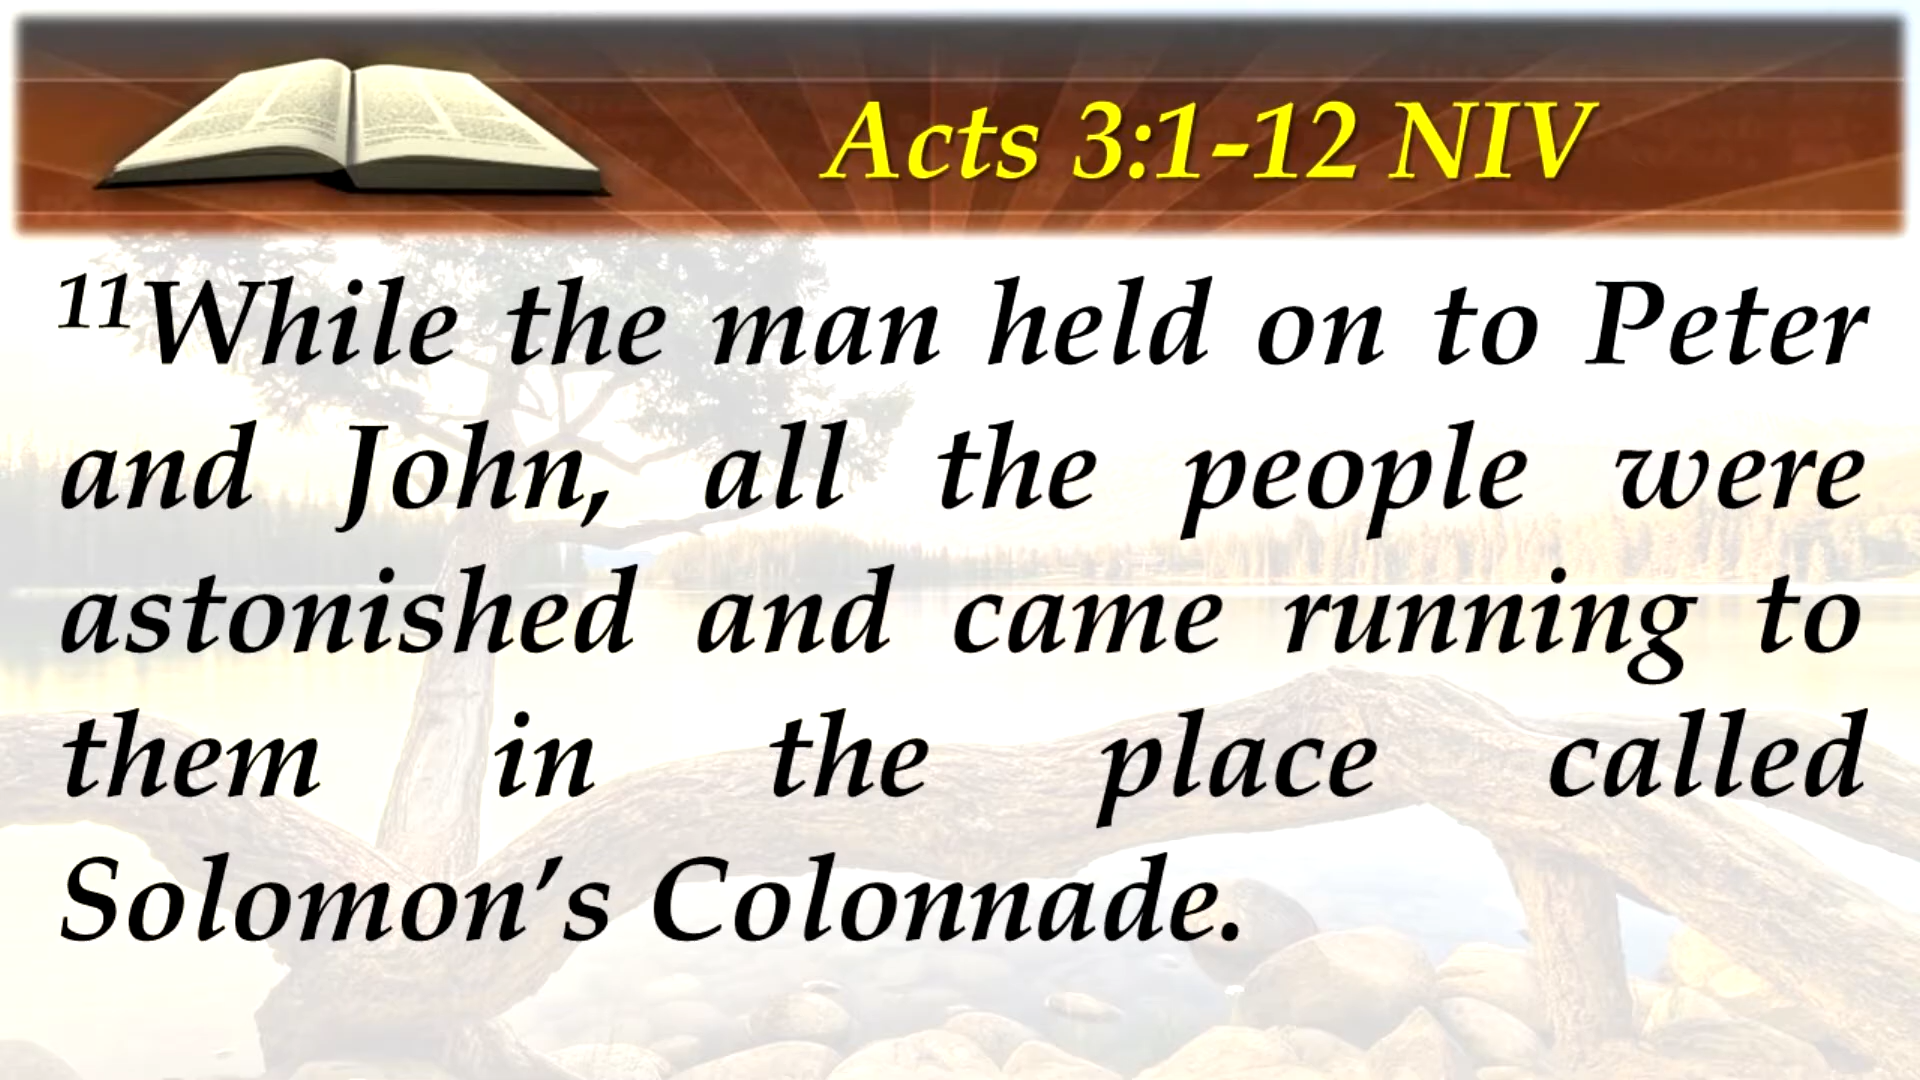 Acts 3:1-12 NIV
11While the man held on to Peter
and John, all the people were
astonished and came running to
them in the place called
Solomon’s Colonnade.